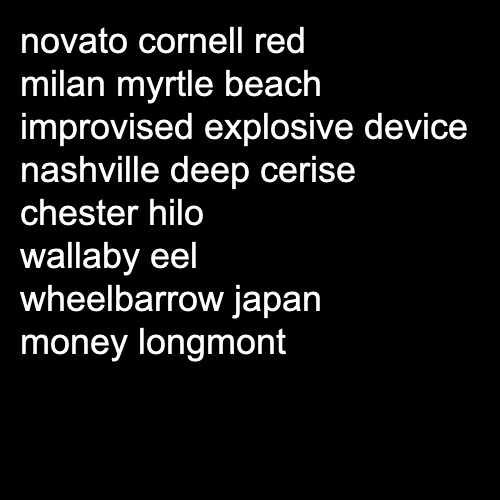 novato cornell red
milan myrtle beach
improvised explosive device
nashville deep cerise
chester hilo
wallaby eel
wheelbarrow japan
money longmont